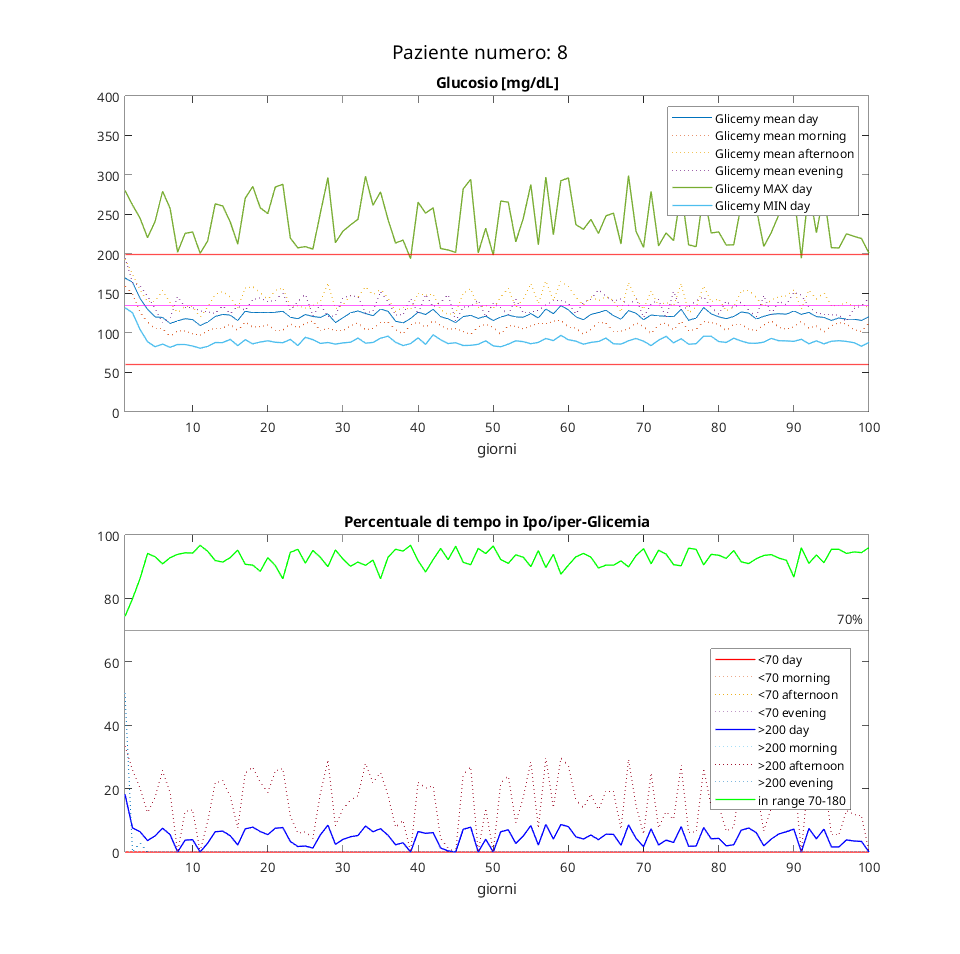 Paziente numero: 8
Glucosio [mg/dL]
400
350
300
250
200
150
100
50
0
Glicemy mean day
Glicemy mean morning
Glicemy mean afternoon
Glicemy mean evening
Glicemy MAX day
Glicemy MIN day
10 20 30 40 50 60 70 80 90 100
giorni
Percentuale di tempo in Ipo/iper-Glicemia
100
80
60
40
20
0
70%
<70 day
<70 morning
<70 afternoon
<70 evening
>200 day
>200 morning
>200 afternoon
>200 evening
in range 70-180
10 20 30 40 50 60 70 80 90 100
giorni